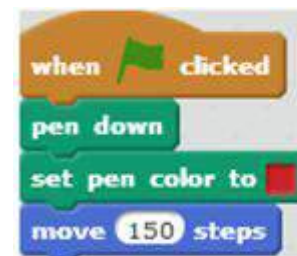 when clicked
pen down
set pen color to
move 150 steps